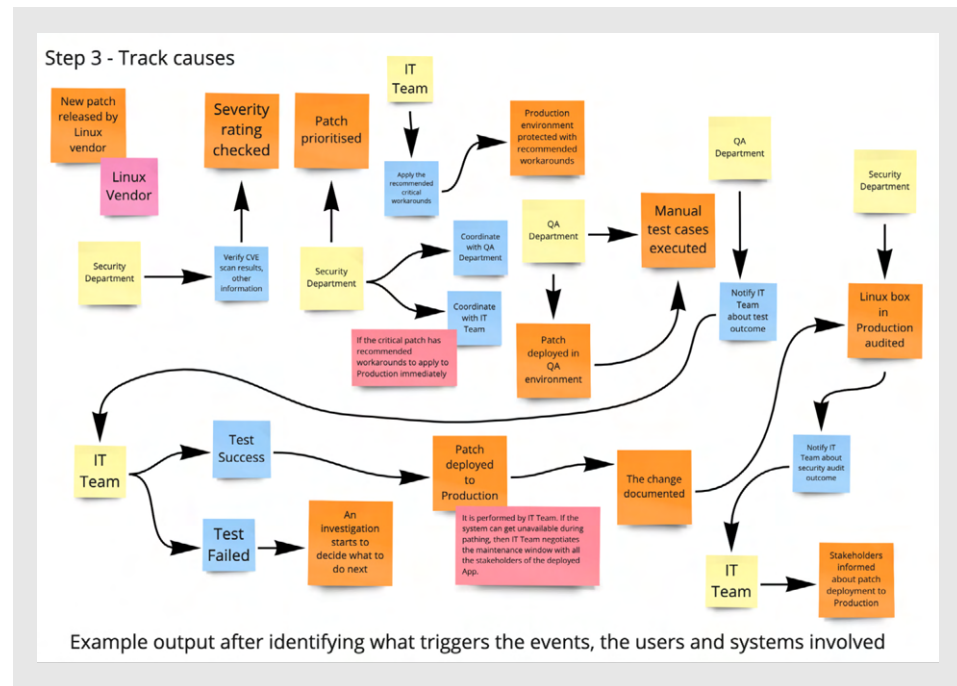 Step 3 - Track causes
New patch
released by
Linux
vendor
Linux
Vendor
Severity
rating
checked
Patch
prioritised
IT
Team
Production
environment
protected with
recommended
workarounds
Apply the
recommended
critical
workarounds
QA
Department
Security
Department
Security
Department
Verify CVE
scan results,
other
information
Security
Department
Coordinate
with QA
Department
Coordinate
with IT
Team
If the critical patch has
recommended
workarounds to apply to
Production immediately
QA
Department
Manual
test cases
executed
Patch
deployed in
QA
environment
Notify IT
Team
about test
outcome
Linux box
in
Production
audited
Notify IT
Team about
security audit
outcome
IT
Team
Test
Success
Test
Failed
An
investigation
starts to
decide what to
do next
Patch
deployed
to
Production
It is performed by IT Team. If the
system can get unavailable during
pathing, then IT Team negotiates
the maintenance window with all
the stakeholders of the deployed
App.
The change
documented
IT
Team
Stakeholders
informed
about patch
deployment to
Production
Example output after identifying what triggers the events, the users and systems involved